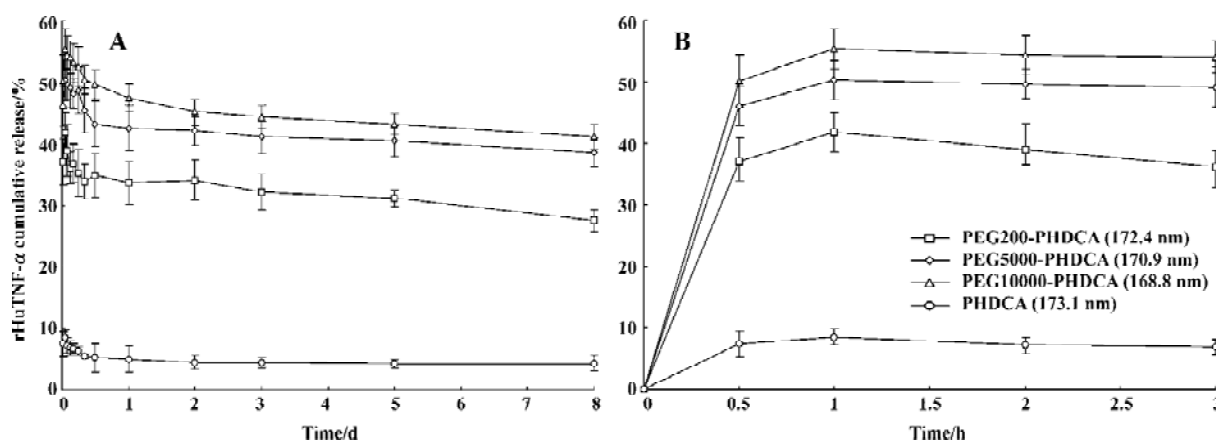 A
rHuTNF-α cumulative release/%
60
50
40
30
20
10
0
0 1 2 3 4 5 6 7 8
Time/d
B
60
50
40
30
20
10
0
0 0.5 1 1.5 2 2.5 3
Time/h
PEG200-PHDCA (172.4 nm)
PEG5000-PHDCA (170.9 nm)
PEG10000-PHDCA (168.8 nm)
PHDCA (173.1 nm)